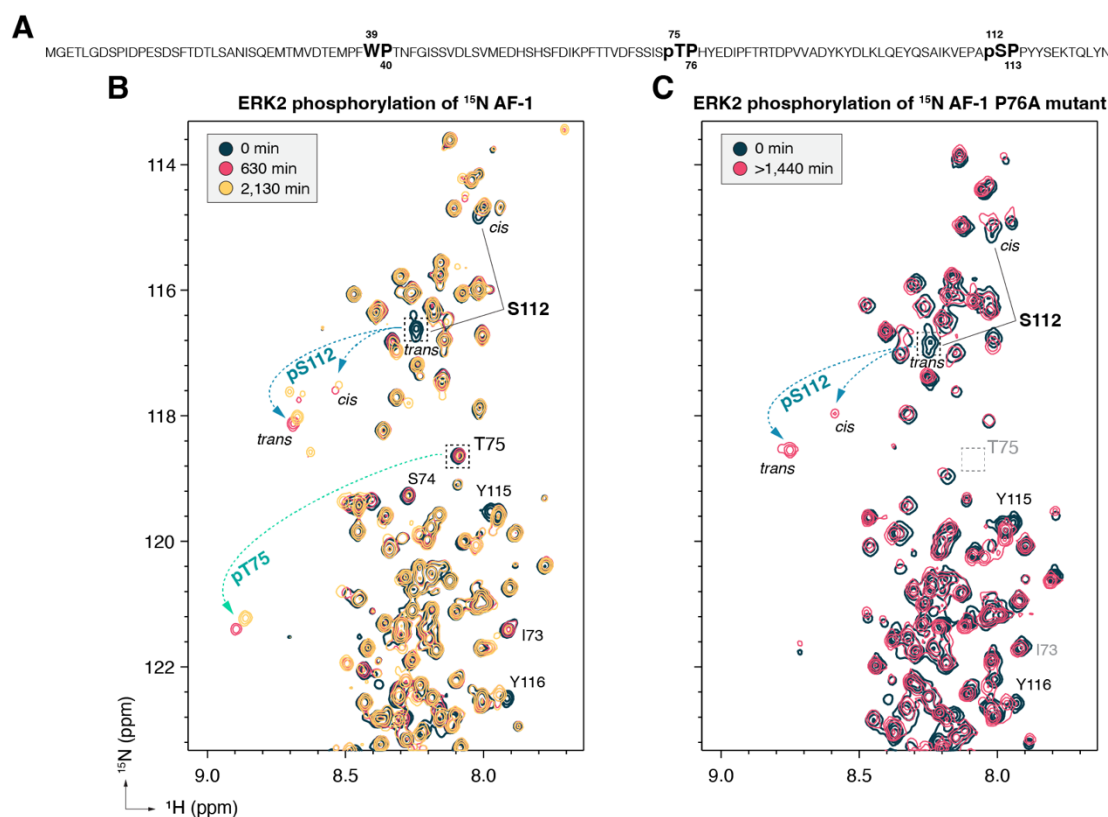 A
39
75
112
MGETLGDSPIDPESDSFTDTLSANISQEMTMVDTEMPFWPTNFGISSVDLSVMEDHSHSFDIKPFTTVDFSSISpTPHYEDIPFTRTDPVVADYKYDLKLQEYQSAIKVEPApSPPYYSEKTQLYN
40
76
113
B
C
ERK2 phosphorylation of ¹⁵N AF-1
ERK2 phosphorylation of ¹⁵N AF-1 P76A mutant
0 min
630 min
2,130 min
0 min
>1,440 min
114
116
118
120
122
cis
S112
trans
pS112
cis
trans
T75
S74
Y115
pT75
I73
Y116
cis
S112
trans
pS112
cis
trans
T75
Y115
I73
Y116
9.0
8.5
8.0
9.0
8.5
8.0
¹⁵N (ppm)
¹H (ppm)